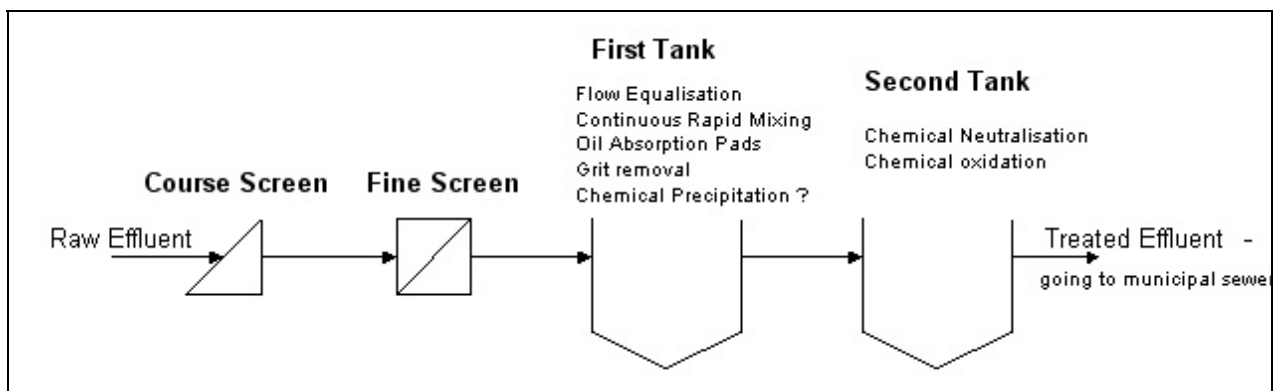 First Tank
Flow Equalisation
Continuous Rapid Mixing
Oil Absorption Pads
Grit removal
Chemical Precipitation ?
Second Tank
Chemical Neutralisation
Chemical oxidation
Course Screen
Fine Screen
Raw Effluent
Treated Effluent -
going to municipal sewer